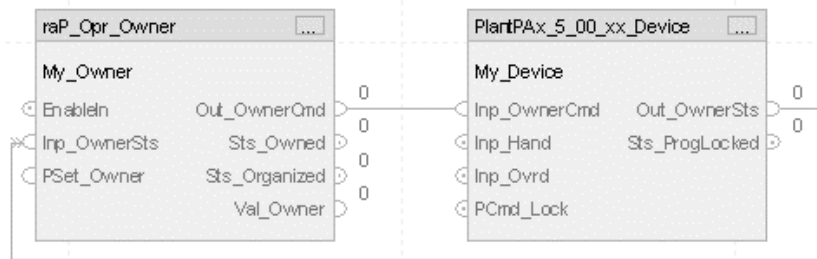 raP_Opr_Owner ...
My_Owner
EnableIn Out_OwnerCmd 0
Inp_OwnerSts Sts_Owned 0
PSet_Owner Sts_Organized 0
Val_Owner 0
PlantPAx_5_00_xx_Device ...
My_Device
Inp_OwnerCmd Out_OwnerSts 0
Inp_Hand Sts_ProgLocked 0
Inp_Ovrd
PCmd_Lock